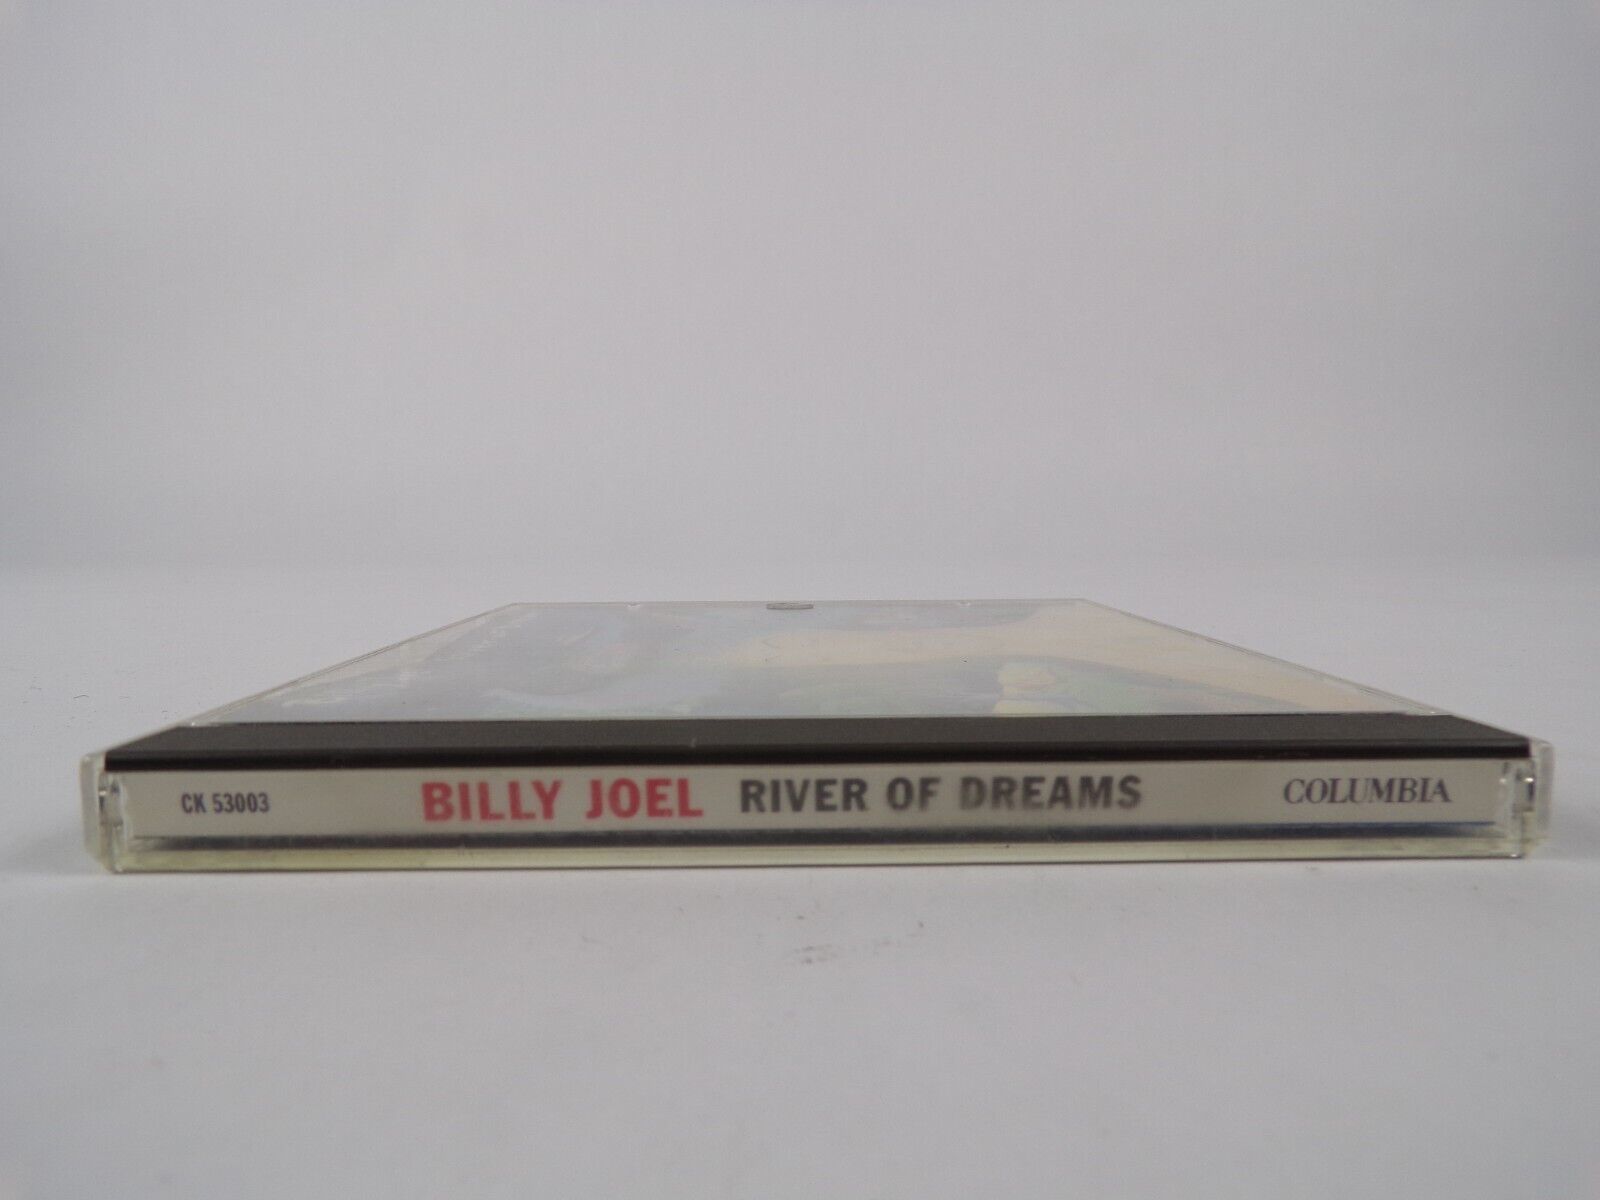 CK 53003 BILLY JOEL RIVER OF DREAMS COLUMBIA